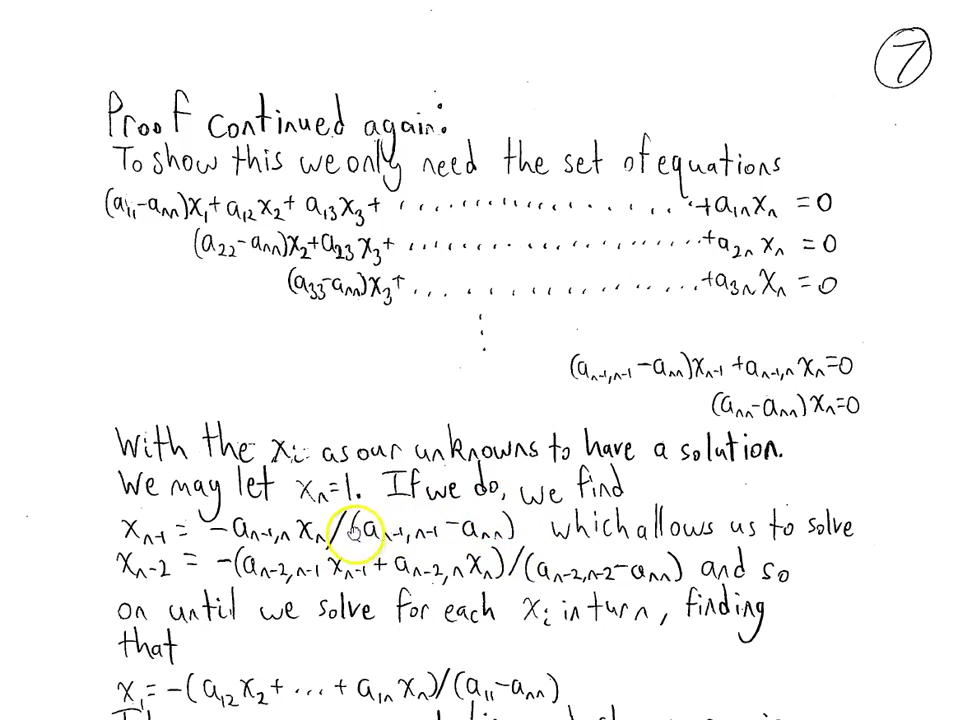 7
Proof continued again:
To show this we only need the set of equations
(a₁₁-aₙₙ)x₁+a₁₂x₂+a₁₃x₃+..................+a₁ₙxₙ=0
(a₂₂-aₙₙ)x₂+a₂₃x₃+..................+a₂ₙxₙ=0
(a₃₃-aₙₙ)x₃+..................+a₃ₙxₙ=0
⋮
(aₙ₋₁,ₙ₋₁-aₙₙ)xₙ₋₁+aₙ₋₁,ₙxₙ=0
(aₙₙ-aₙₙ)xₙ=0
With the xᵢ as our unknowns to have a solution.
We may let xₙ=1. If we do, we find
xₙ₋₁ = -aₙ₋₁,ₙxₙ/(aₙ₋₁,ₙ₋₁-aₙₙ) which allows us to solve
xₙ₋₂ = -(aₙ₋₂,ₙ₋₁xₙ₋₁+aₙ₋₂,ₙxₙ)/(aₙ₋₂,ₙ₋₂-aₙₙ) and so
on until we solve for each xᵢ in turn, finding
that
x₁=-(a₁₂x₂+...+a₁ₙxₙ)/(a₁₁-aₙₙ)